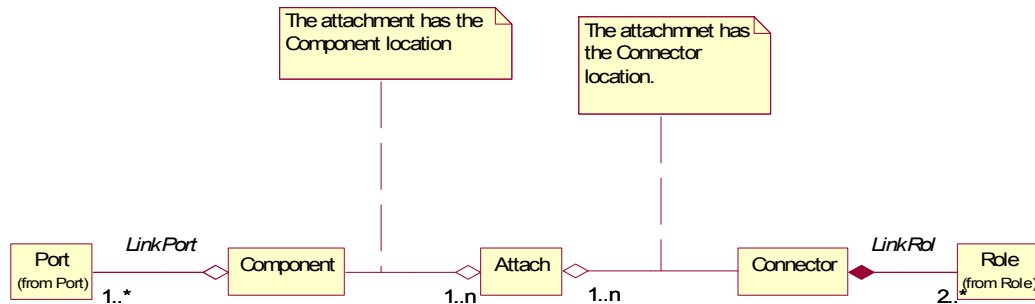 The attachment has the
Component location
The attachmnet has
the Connector
location.
Port
(from Port)
LinkPort
1..*
Component
1..n
Attach
1..n
Connector
LinkRol
2..*
Role
(from Role)